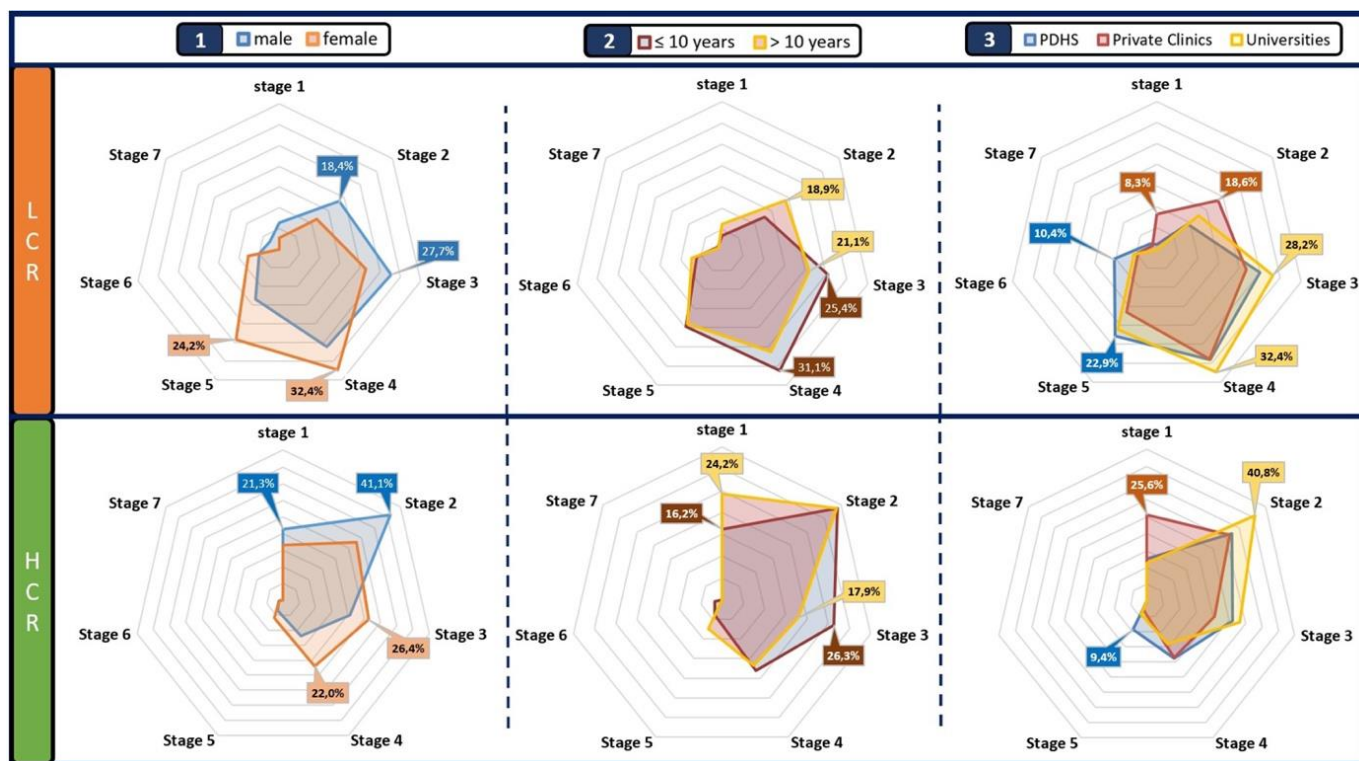 1 male female
2 ≤ 10 years > 10 years
3 PDHS Private Clinics Universities
L
C
R
stage 1
Stage 2
Stage 3
Stage 4
Stage 5
Stage 6
Stage 7
18,4%
27,7%
32,4%
24,2%
stage 1
Stage 2
Stage 3
Stage 4
Stage 5
Stage 6
Stage 7
18,9%
21,1%
25,4%
31,1%
stage 1
Stage 2
Stage 3
Stage 4
Stage 5
Stage 6
Stage 7
8,3%
18,6%
28,2%
32,4%
22,9%
10,4%
H
C
R
stage 1
Stage 2
Stage 3
Stage 4
Stage 5
Stage 6
Stage 7
21,3%
41,1%
26,4%
22,0%
stage 1
Stage 2
Stage 3
Stage 4
Stage 5
Stage 6
Stage 7
24,2%
16,2%
17,9%
26,3%
stage 1
Stage 2
Stage 3
Stage 4
Stage 5
Stage 6
Stage 7
25,6%
40,8%
9,4%